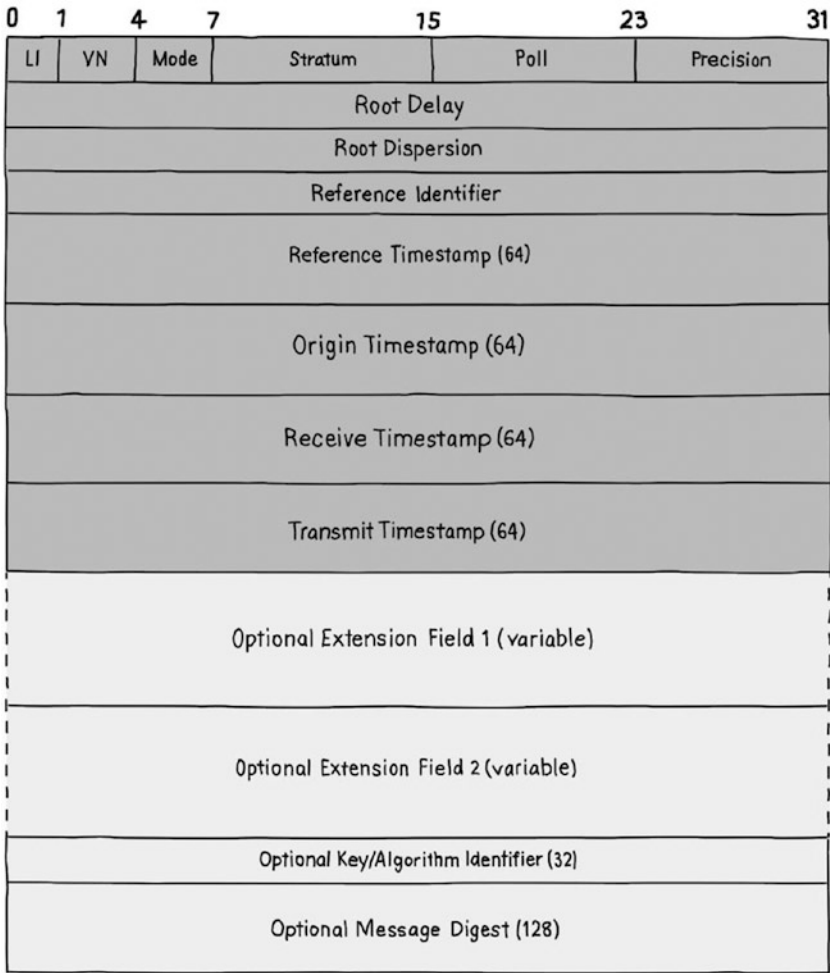 0 1 4 7 15 23 31
LI VN Mode Stratum Poll Precision
Root Delay
Root Dispersion
Reference Identifier
Reference Timestamp (64)
Origin Timestamp (64)
Receive Timestamp (64)
Transmit Timestamp (64)
Optional Extension Field 1 (variable)
Optional Extension Field 2 (variable)
Optional Key/Algorithm Identifier (32)
Optional Message Digest (128)